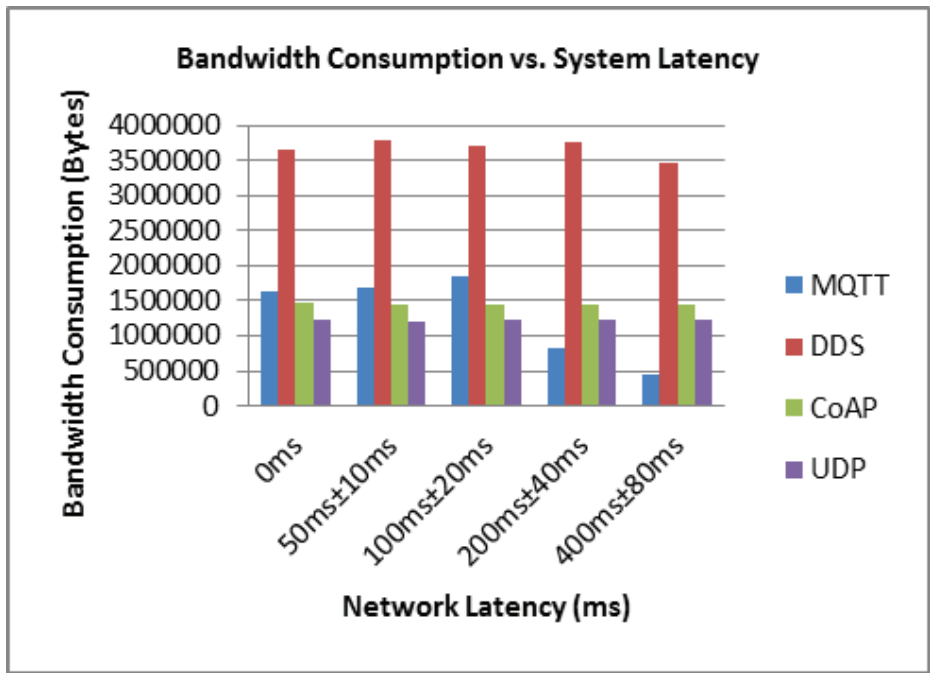 Bandwidth Consumption vs. System Latency
Bandwidth Consumption (Bytes)
4000000
3500000
3000000
2500000
2000000
1500000
1000000
500000
0
0ms
50ms±10ms
100ms±20ms
200ms±40ms
400ms±80ms
Network Latency (ms)
MQTT
DDS
CoAP
UDP